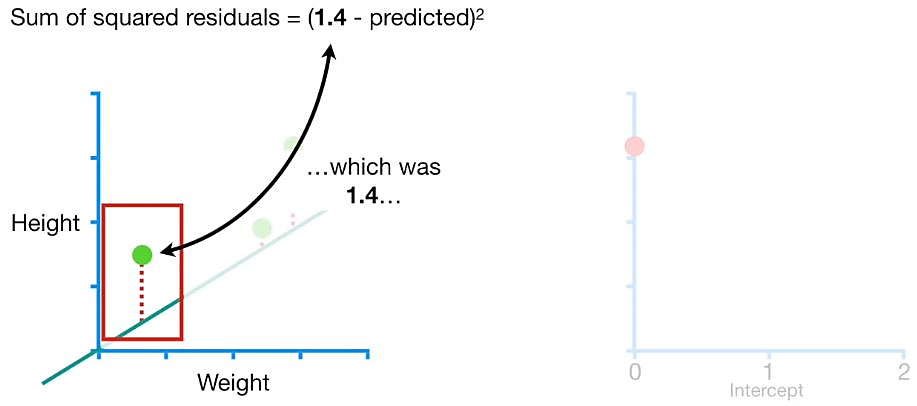 Sum of squared residuals = (1.4 - predicted)²
...which was
1.4...
Height
Weight
0 1 2
Intercept